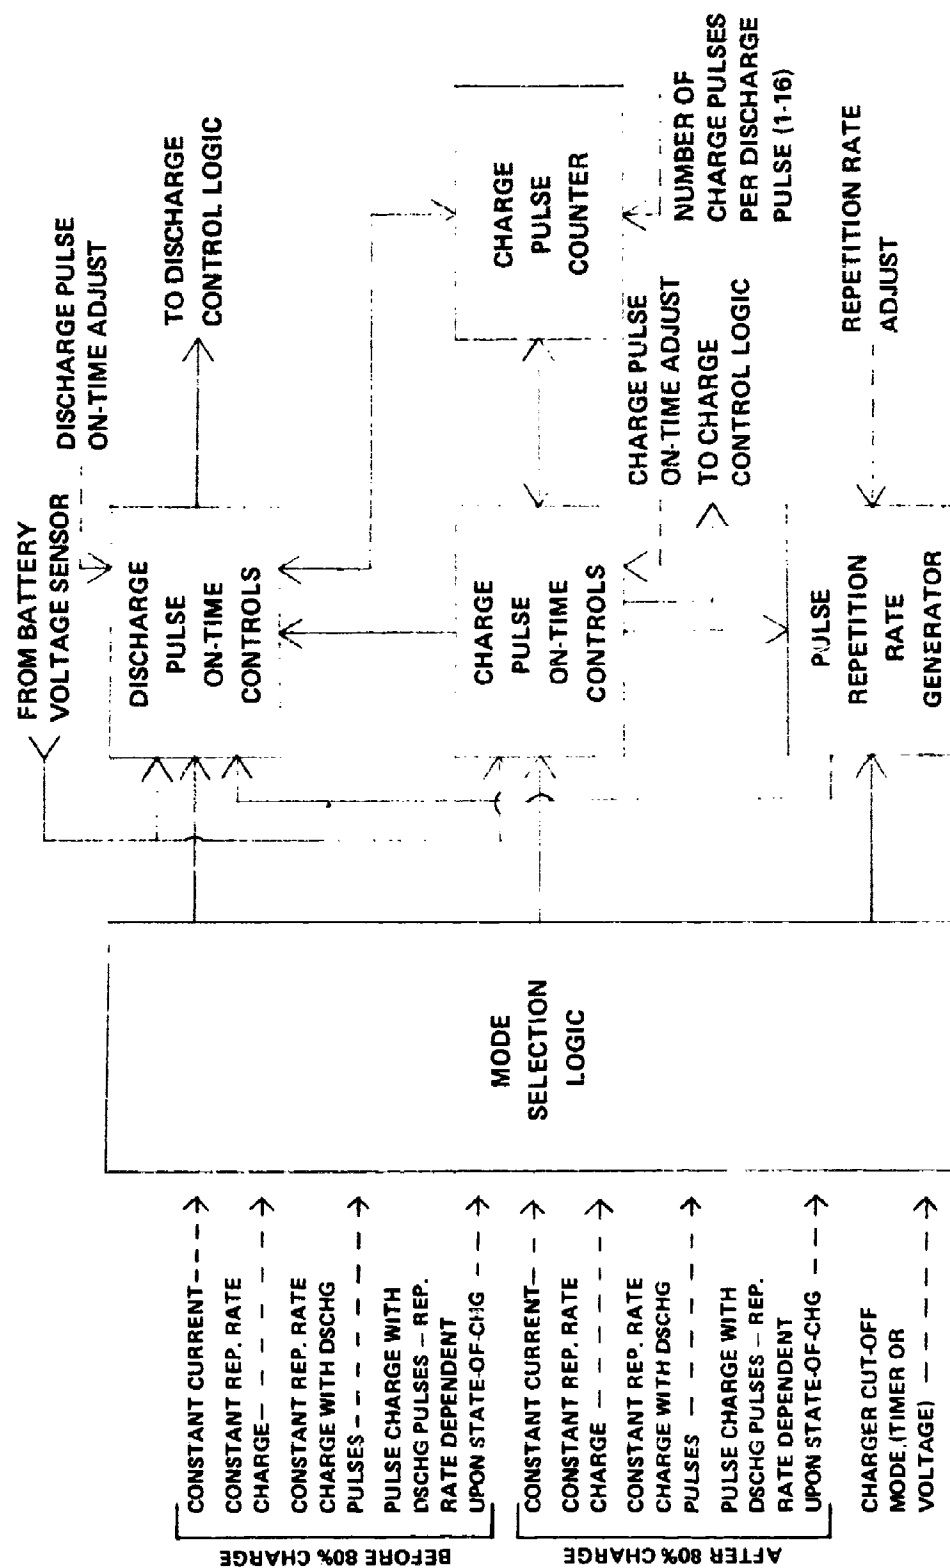 BEFORE 80% CHARGE
CONSTANT CURRENT
CONSTANT REP. RATE
CHARGE
CONSTANT REP. RATE
CHARGE WITH DSCHG
PULSES
PULSE CHARGE WITH
DSCHG PULSES – REP.
RATE DEPENDENT
UPON STATE-OF-CHG
AFTER 80% CHARGE
CONSTANT CURRENT
CONSTANT REP. RATE
CHARGE
CONSTANT REP. RATE
CHARGE WITH DSCHG
PULSES
PULSE CHARGE WITH
DSCHG PULSES – REP.
RATE DEPENDENT
UPON STATE-OF-CHG
CHARGER CUT-OFF
MODE (TIMER OR
VOLTAGE)
MODE
SELECTION
LOGIC
FROM BATTERY
VOLTAGE SENSOR
DISCHARGE PULSE
ON-TIME ADJUST
DISCHARGE
PULSE
ON-TIME
CONTROLS
TO DISCHARGE
CONTROL LOGIC
CHARGE
PULSE
ON-TIME
CONTROLS
CHARGE
PULSE
COUNTER
NUMBER OF
CHARGE PULSES
PER DISCHARGE
PULSE (1-16)
CHARGE PULSE
ON-TIME ADJUST
TO CHARGE
CONTROL LOGIC
PULSE
REPETITION
RATE
GENERATOR
REPETITION RATE
ADJUST